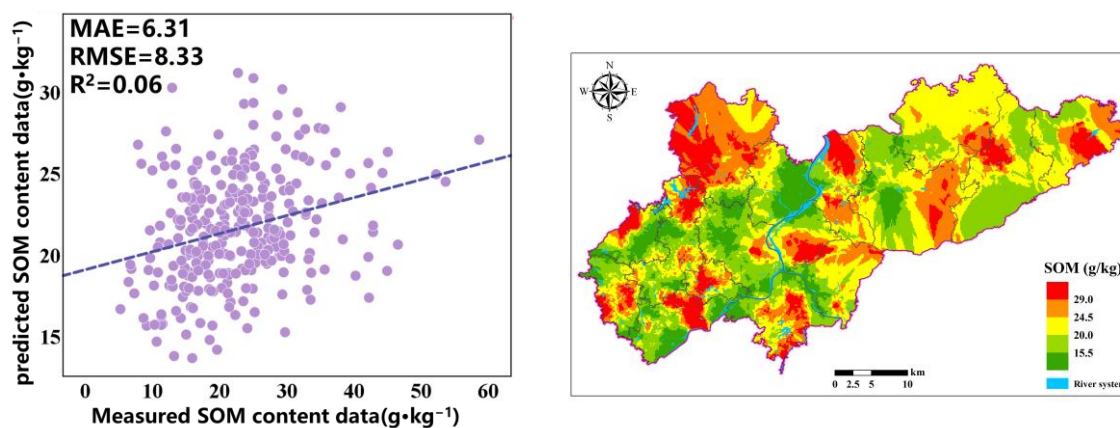 MAE=6.31
RMSE=8.33
R²=0.06
predicted SOM content data(g•kg⁻¹)
30
25
20
15
0 10 20 30 40 50 60
Measured SOM content data(g•kg⁻¹)
N
W E
S
SOM (g/kg)
29.0
24.5
20.0
15.5
River system
km
0 2.5 5 10